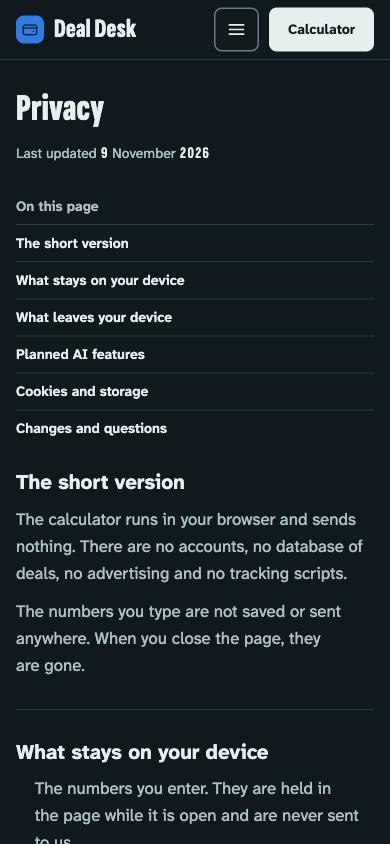 Deal Desk
Calculator
Privacy
Last updated 9 November 2026
On this page
The short version
What stays on your device
What leaves your device
Planned AI features
Cookies and storage
Changes and questions
The short version
The calculator runs in your browser and sends
nothing. There are no accounts, no database of
deals, no advertising and no tracking scripts.
The numbers you type are not saved or sent
anywhere. When you close the page, they
are gone.
What stays on your device
The numbers you enter. They are held in
the page while it is open and are never sent
to us.